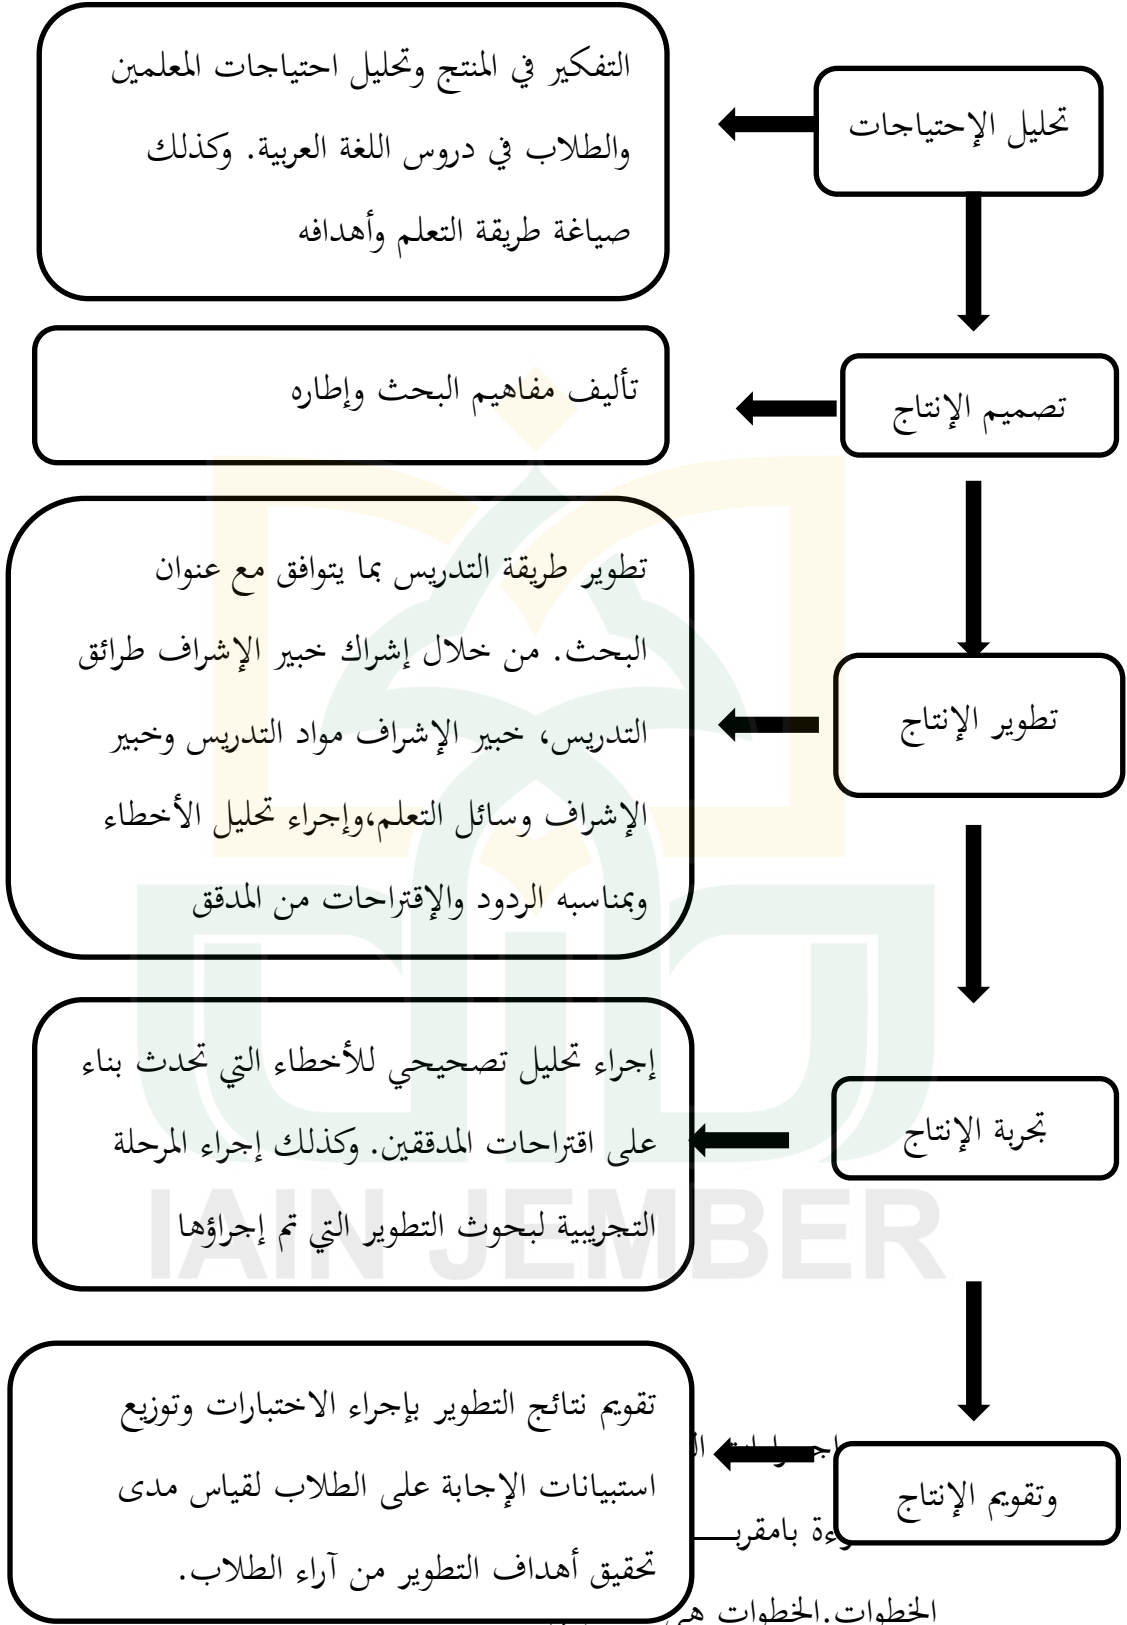 تحليل الإحتياجات
التفكير في المنتج وتحليل احتياجات المعلمين
والطلاب في دروس اللغة العربية. وكذلك
صياغة طريقة التعلم وأهدافه
تصميم الإنتاج
تأليف مفاهيم البحث وإطاره
تطوير الإنتاج
تطوير طريقة التدريس بما يتوافق مع عنوان
البحث. من خلال إشراك خبير الإشراف طرائق
التدريس، خبير الإشراف مواد التدريس وخبير
الإشراف وسائل التعلم،وإجراء تحليل الأخطاء
وبمناسبه الردود والإقتراحات من المدقق
تجربة الإنتاج
إجراء تحليل تصحيحي للأخطاء التي تحدث بناء
على اقتراحات المدققين. وكذلك إجراء المرحلة
التجريبية لبحوث التطوير التي تم إجراؤها
IAIN JEMBER
وتقويم الإنتاج
تقويم نتائج التطوير بإجراء الاختبارات وتوزيع
استبيانات الإجابة على الطلاب لقياس مدى
تحقيق أهداف التطوير من آراء الطلاب.
الخطوات.الخطوات